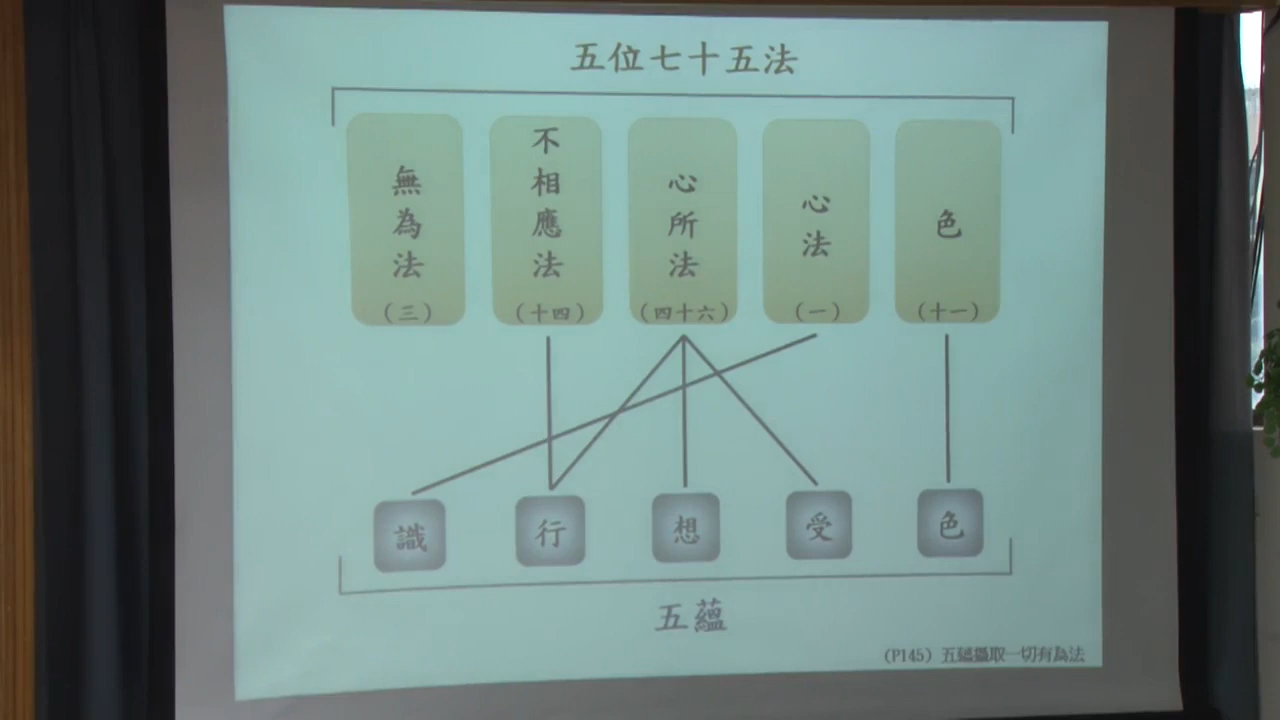 五位七十五法
色
(十一)
心法
(一)
心所法
(四十六)
不相應法
(十四)
無為法
(三)
色
受
想
行
識
五蘊
(P145) 五蘊攝取一切有為法